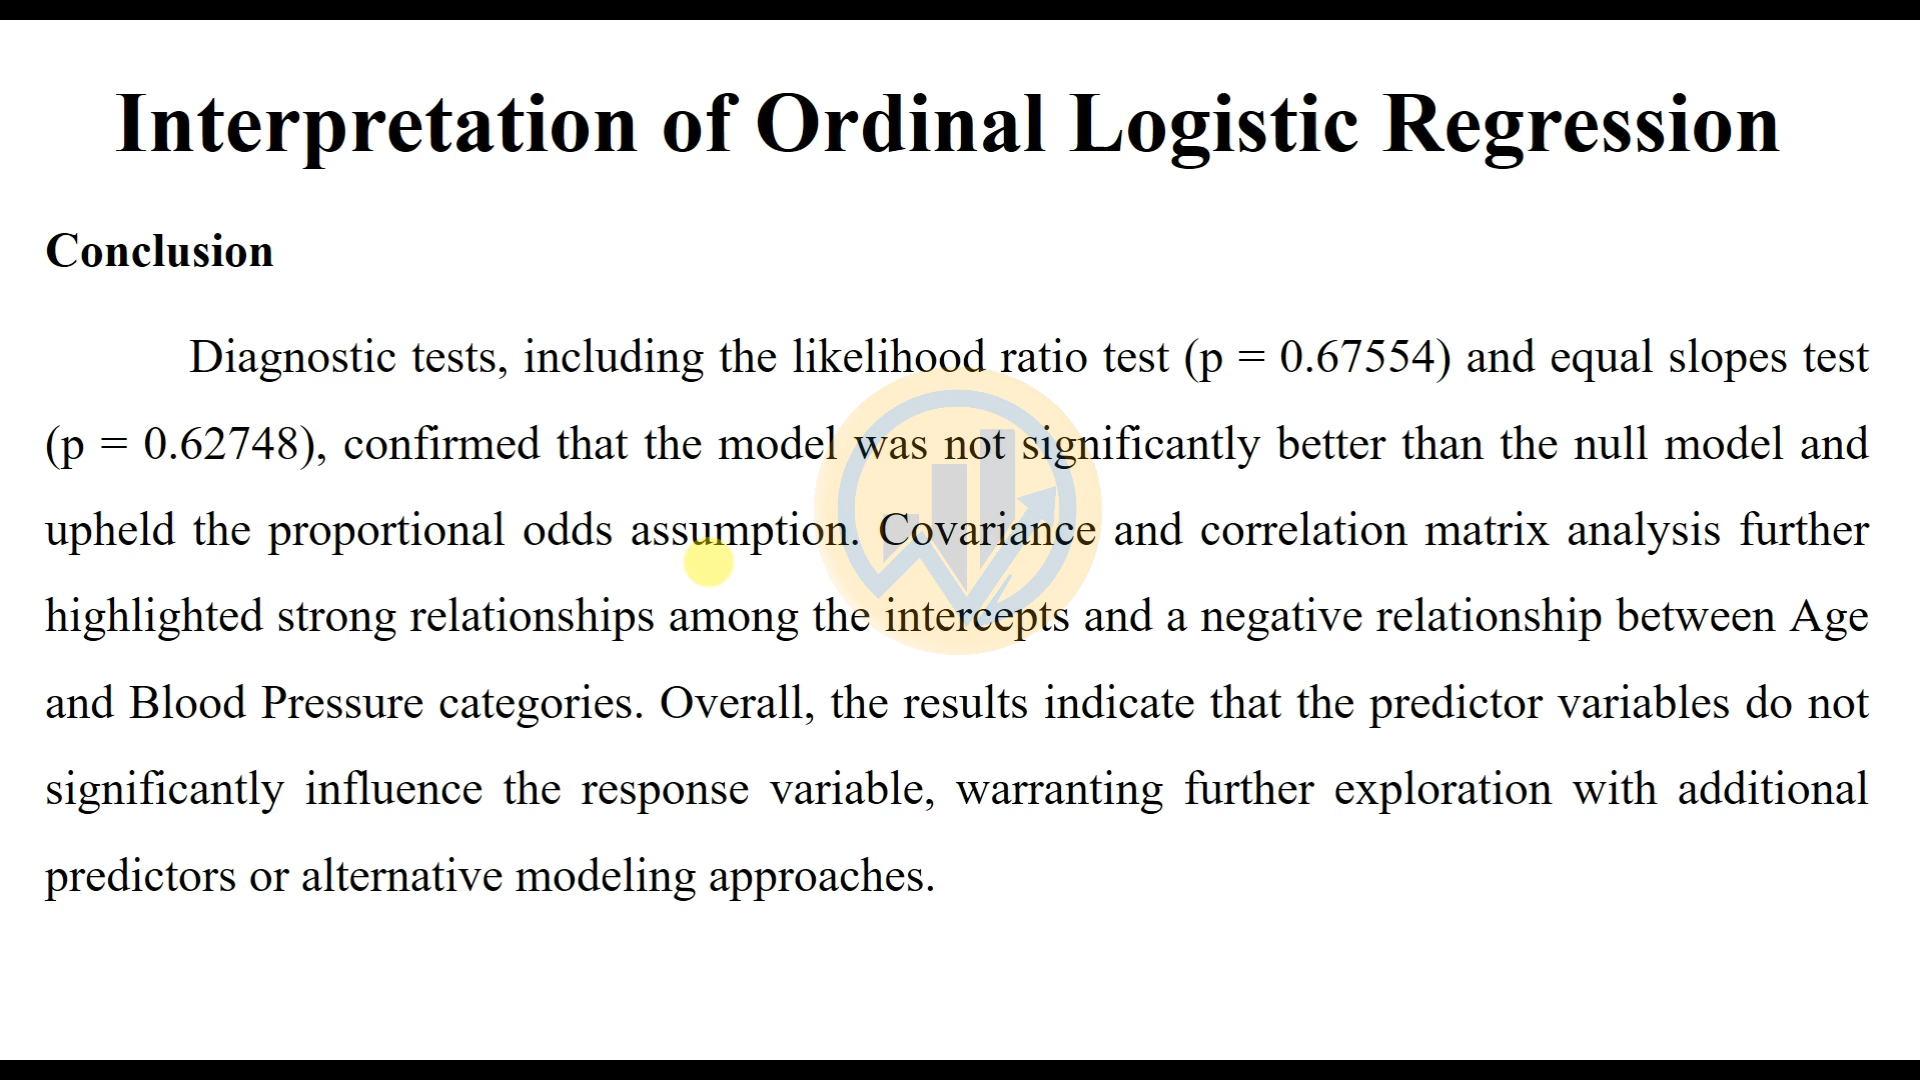 Interpretation of Ordinal Logistic Regression
Conclusion
Diagnostic tests, including the likelihood ratio test (p = 0.67554) and equal slopes test
(p = 0.62748), confirmed that the model was not significantly better than the null model and
upheld the proportional odds assumption. Covariance and correlation matrix analysis further
highlighted strong relationships among the intercepts and a negative relationship between Age
and Blood Pressure categories. Overall, the results indicate that the predictor variables do not
significantly influence the response variable, warranting further exploration with additional
predictors or alternative modeling approaches.